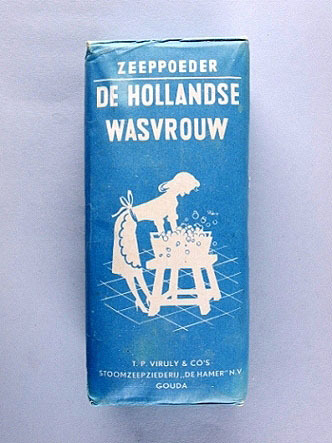 ZEEPPOEDER
DE HOLLANDSE
WASVROUW
T. P. VIRULY & CO'S
STOOMZEEPZIEDERIJ „DE HAMER" N.V
GOUDA